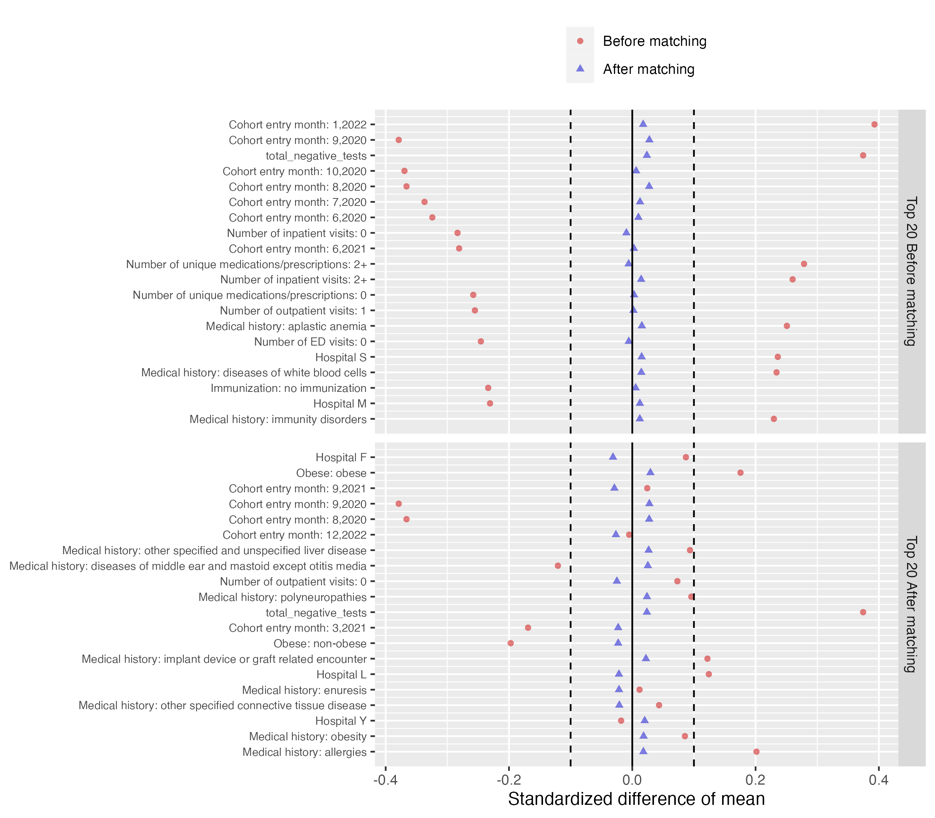 Before matching
After matching
Cohort entry month: 1,2022
Cohort entry month: 9,2020
total_negative_tests
Cohort entry month: 10,2020
Cohort entry month: 8,2020
Cohort entry month: 7,2020
Cohort entry month: 6,2020
Number of inpatient visits: 0
Cohort entry month: 6,2021
Number of unique medications/prescriptions: 2+
Number of inpatient visits: 2+
Number of unique medications/prescriptions: 0
Number of outpatient visits: 1
Medical history: aplastic anemia
Number of ED visits: 0
Hospital S
Medical history: diseases of white blood cells
Immunization: no immunization
Hospital M
Medical history: immunity disorders
Top 20 Before matching
Hospital F
Obese: obese
Cohort entry month: 9,2021
Cohort entry month: 9,2020
Cohort entry month: 8,2020
Cohort entry month: 12,2022
Medical history: other specified and unspecified liver disease
Medical history: diseases of middle ear and mastoid except otitis media
Number of outpatient visits: 0
Medical history: polyneuropathies
total_negative_tests
Cohort entry month: 3,2021
Obese: non-obese
Medical history: implant device or graft related encounter
Hospital L
Medical history: enuresis
Medical history: other specified connective tissue disease
Hospital Y
Medical history: obesity
Medical history: allergies
Top 20 After matching
-0.4 -0.2 0.0 0.2 0.4
Standardized difference of mean